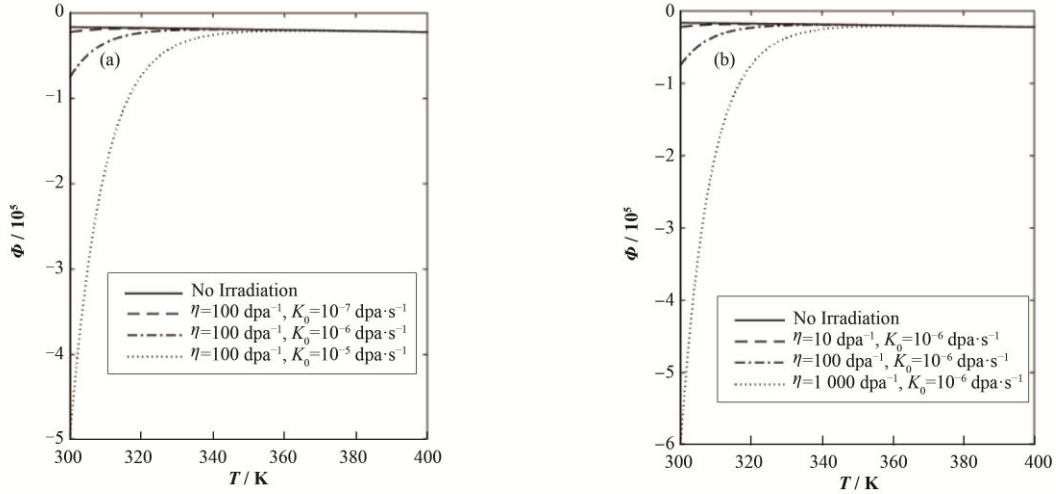 0
−1
−2
−3
−4
−5
300
320
340
360
380
400
Φ / 10⁵
T / K
(a)
No Irradiation
η=100 dpa⁻¹, K₀=10⁻⁷ dpa·s⁻¹
η=100 dpa⁻¹, K₀=10⁻⁶ dpa·s⁻¹
η=100 dpa⁻¹, K₀=10⁻⁵ dpa·s⁻¹
0
−1
−2
−3
−4
−5
−6
300
320
340
360
380
400
Φ / 10⁵
T / K
(b)
No Irradiation
η=10 dpa⁻¹, K₀=10⁻⁶ dpa·s⁻¹
η=100 dpa⁻¹, K₀=10⁻⁶ dpa·s⁻¹
η=1 000 dpa⁻¹, K₀=10⁻⁶ dpa·s⁻¹